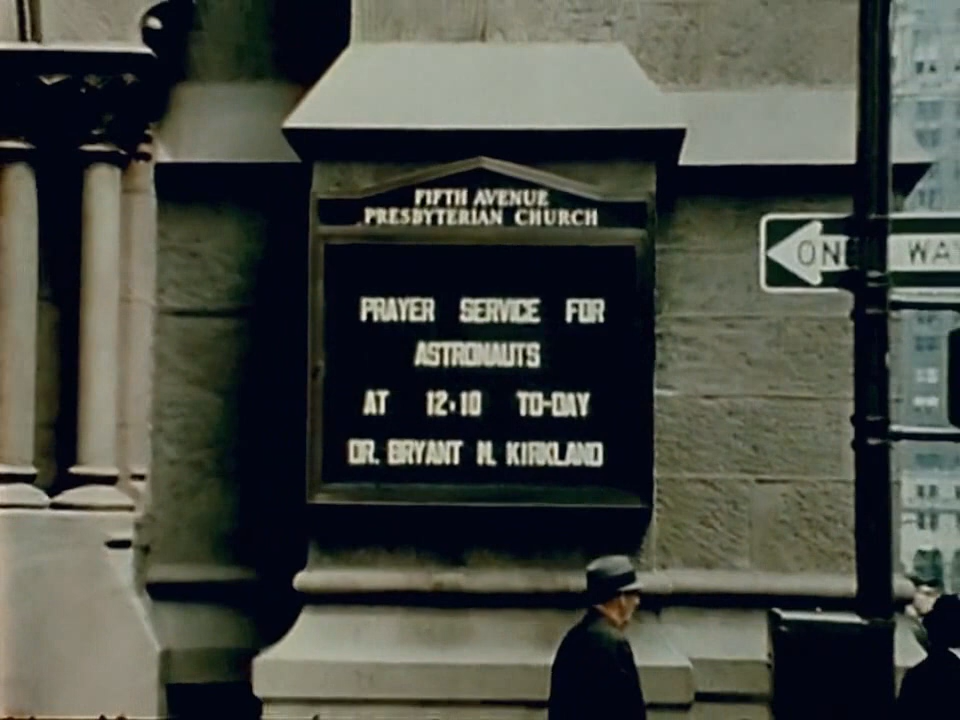 FIFTH AVENUE
PRESBYTERIAN CHURCH
PRAYER SERVICE FOR
ASTRONAUTS
AT 12:10 TO-DAY
DR. BRYANT M. KIRKLAND
ONE WAY